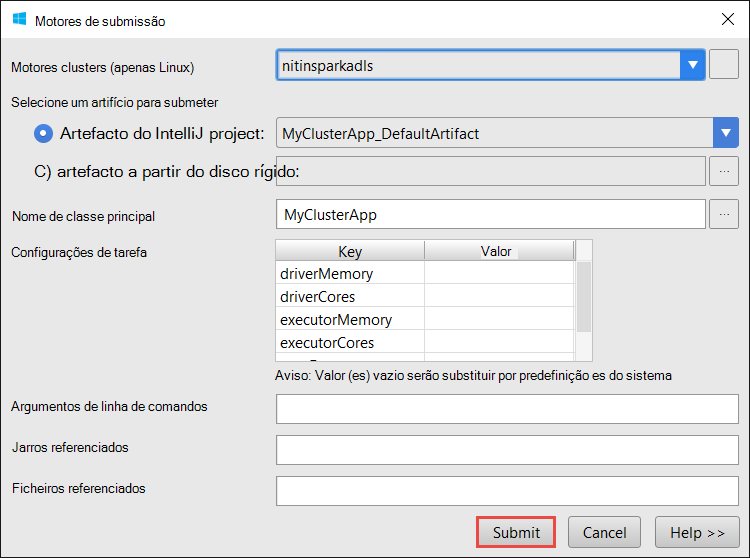 Motores de submissão
Motores clusters (apenas Linux)
nitinsparkadls
Selecione um artifício para submeter
Artefacto do IntelliJ project:
MyClusterApp_DefaultArtifact
C) artefacto a partir do disco rígido:
...
Nome de classe principal
MyClusterApp
...
Configurações de tarefa
Key Valor
driverMemory
driverCores
executorMemory
executorCores
Aviso: Valor (es) vazio serão substituir por predefinição es do sistema
Argumentos de linha de comandos
Jarros referenciados
Ficheiros referenciados
Submit Cancel Help >>